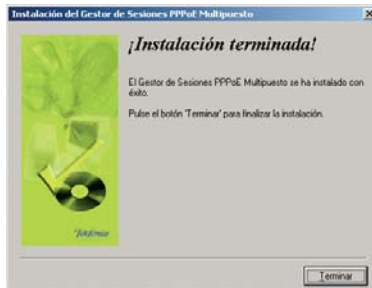 Instalación del Gestor de Sesiones PPPoE Multipuesto
¡Instalación terminada!
El Gestor de Sesiones PPPoE Multipuesto se ha instalado con
éxito.
Pulse el botón 'Terminar' para finalizar la instalación.
Telefónica
Terminar